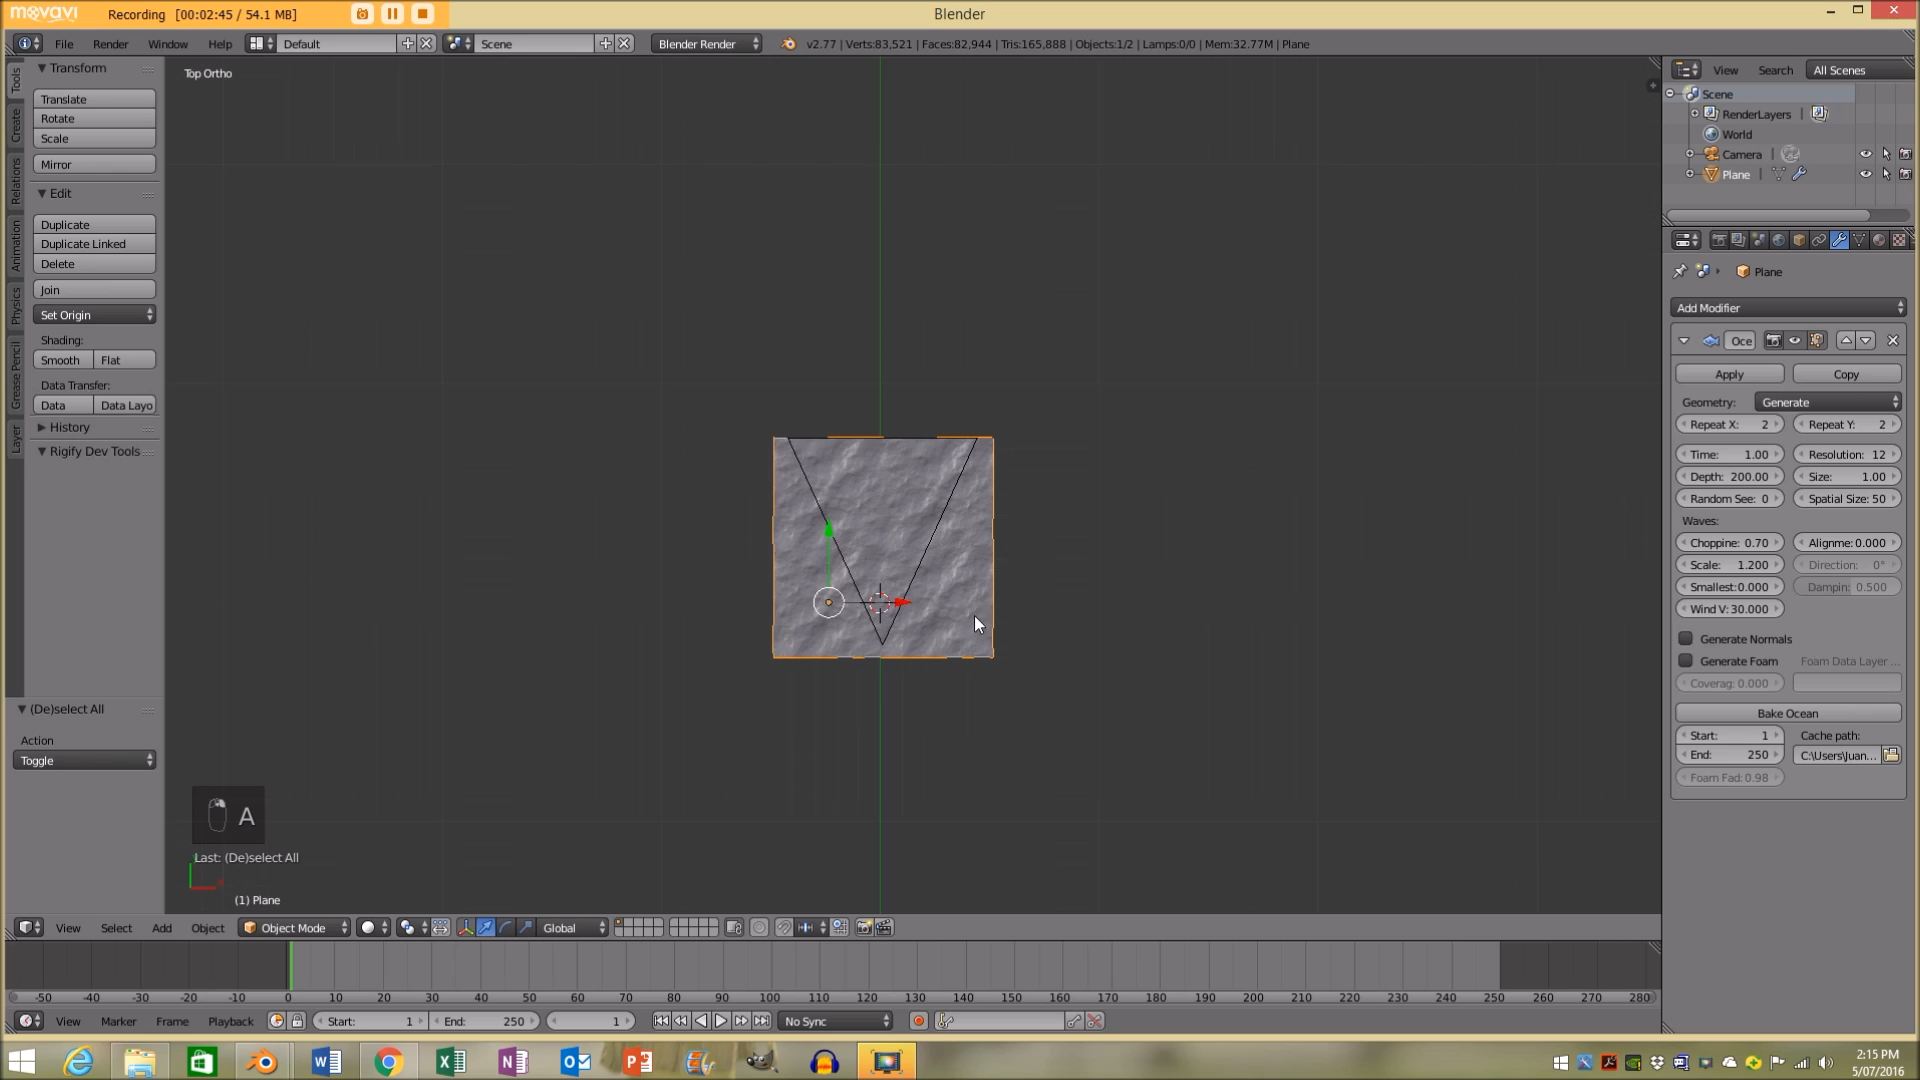 movavi Recording [00:02:45 / 54.1 MB] Blender
File Render Window Help Default Scene Blender Render v2.77 | Verts:83,521 | Faces:82,944 | Tris:165,888 | Objects:1/2 | Lamps:0/0 | Mem:32.77M | Plane
Tools
Create
Relations
Animation
Physics
Grease Pencil
Layer
Transform
Translate
Rotate
Scale
Mirror
Edit
Duplicate
Duplicate Linked
Delete
Join
Set Origin
Shading:
Smooth Flat
Data Transfer:
Data Data Layo
History
Rigify Dev Tools
(De)select All
Action
Toggle
Top Ortho
A
Last: (De)select All
(1) Plane
View Search All Scenes
Scene
RenderLayers |
World
Camera |
Plane |
Plane
Add Modifier
Oce
Apply Copy
Geometry: Generate
Repeat X: 2 Repeat Y: 2
Time: 1.00 Resolution: 12
Depth: 200.00 Size: 1.00
Random See: 0 Spatial Size: 50
Waves:
Choppine: 0.70 Alignme: 0.000
Scale: 1.200 Direction: 0°
Smallest:0.000 Dampin: 0.500
Wind V: 30.000
Generate Normals
Generate Foam Foam Data Layer ...
Coverag: 0.000
Bake Ocean
Start: 1 Cache path:
End: 250 C:\Users\Juan...
Foam Fad: 0.98
View Select Add Object Object Mode Global
-50 -40 -30 -20 -10 0 10 20 30 40 50 60 70 80 90 100 110 120 130 140 150 160 170 180 190 200 210 220 230 240 250 260 270 280
View Marker Frame Playback Start: 1 End: 250 1 No Sync
2:15 PM
5/07/2016